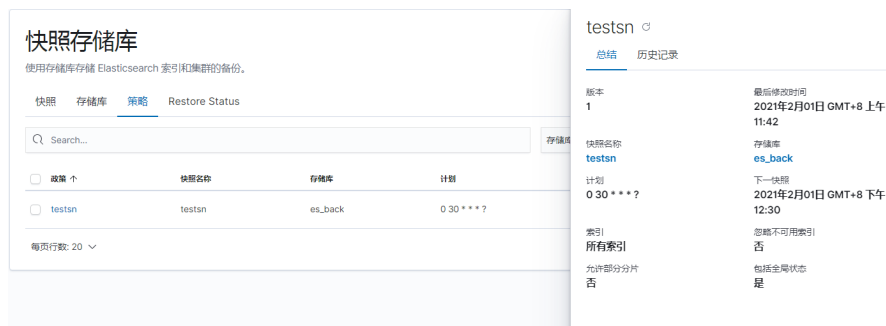 快照存储库
使用存储库存储 Elasticsearch 索引和集群的备份。
快照 存储库 策略 Restore Status
Search...
存储库
政策 个 快照名称 存储库 计划
testsn testsn es_back 0 30 * * * ?
每页行数: 20
testsn
总结 历史记录
版本 最后修改时间
1 2021年2月01日 GMT+8 上午
11:42
快照名称 存储库
testsn es_back
计划 下一快照
0 30 * * * ? 2021年2月01日 GMT+8 下午
12:30
索引 忽略不可用索引
所有索引 否
允许部分分片 包括全局状态
否 是